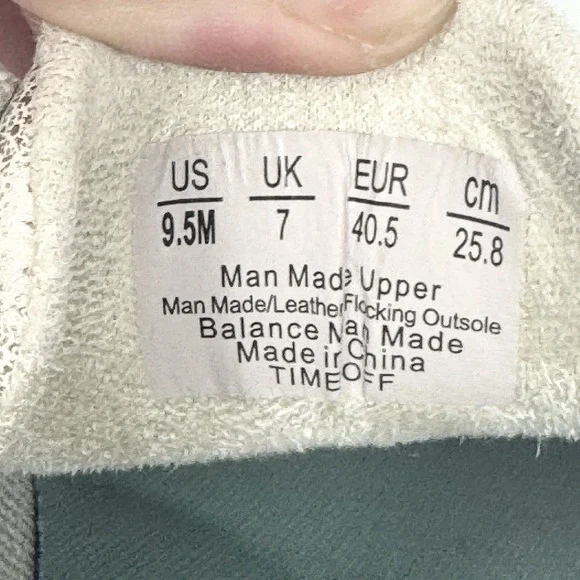 US UK EUR cm
9.5M 7 40.5 25.8
Man Made Upper
Man Made/Leather Flocking Outsole
Balance Man Made
Made in China
TIMEOFF